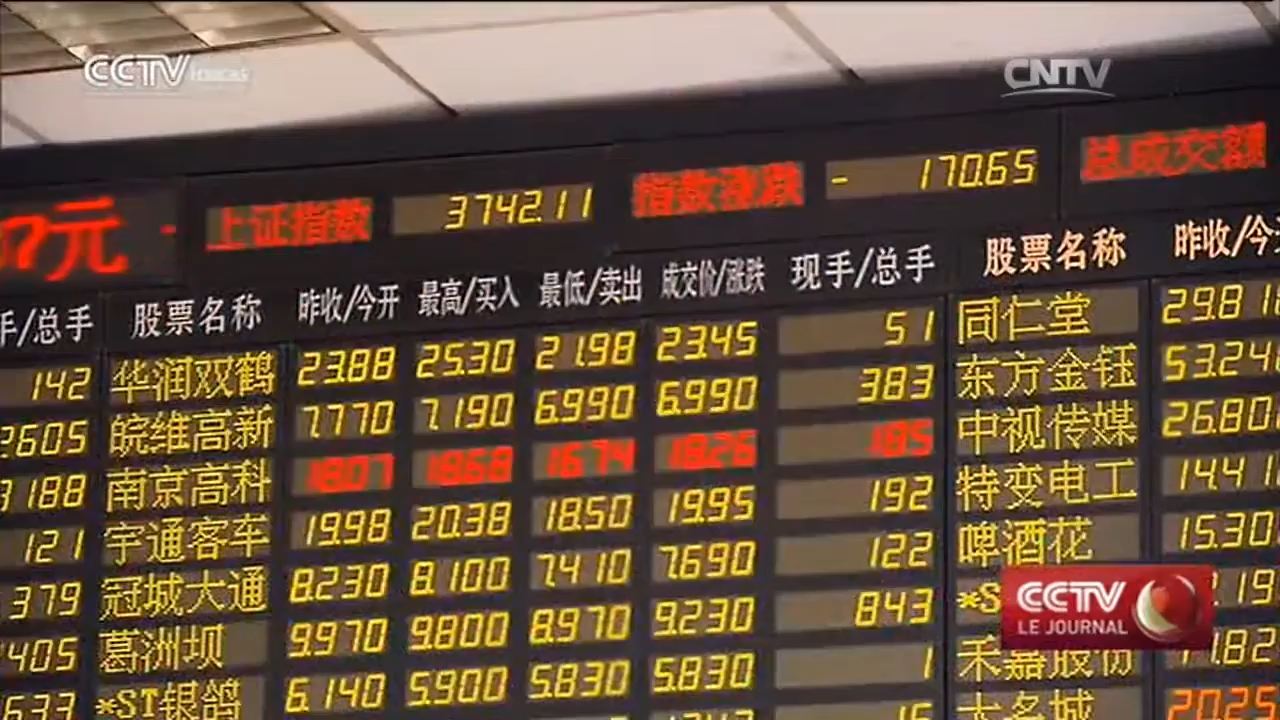 CCTV français
CNTV
37元 - 上证指数 3742.11 指数涨跌 - 170.65 总成交额
手/总手 股票名称 昨收/今开 最高/买入 最低/卖出 成交价/涨跌 现手/总手 股票名称 昨收/今
142 华润双鹤 23.88 25.30 21.98 23.45 51 同仁堂 29.81
2605 皖维高新 7.770 7.190 6.990 6.990 383 东方金钰 53.24
3188 南京高科 18.07 18.68 16.74 18.26 185 中视传媒 26.80
121 宇通客车 19.98 20.38 18.50 19.95 192 特变电工 14.41
379 冠城大通 8.230 8.100 7.410 7.690 122 啤酒花 15.30
405 葛洲坝 9.970 9.800 8.970 9.230 843 *S
633 *ST银鸽 6.140 5.900 5.830 5.830 1 禾嘉股份
大名城 20.25
CCTV
LE JOURNAL